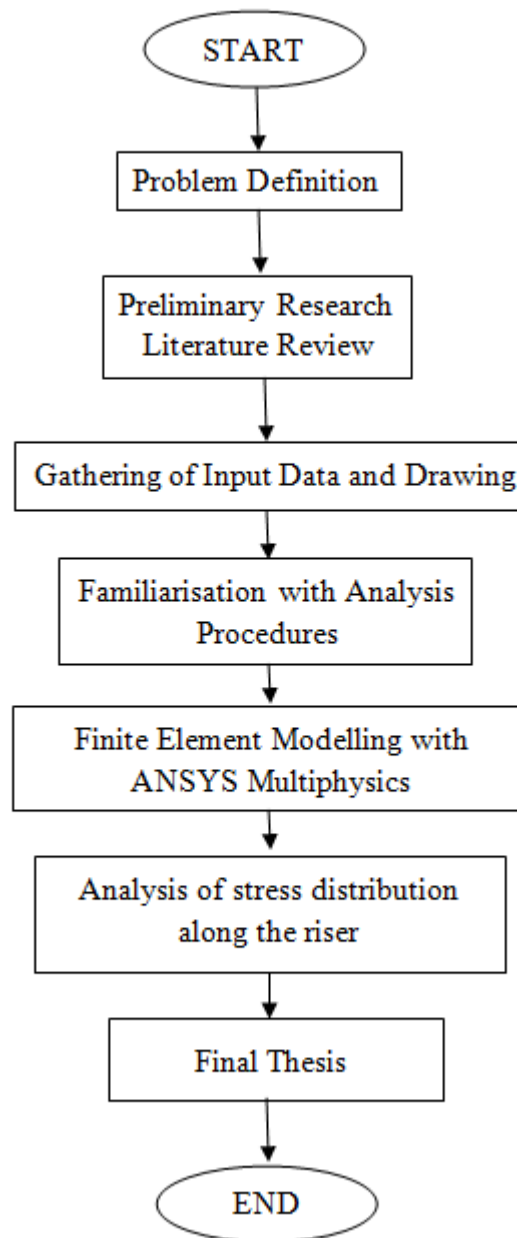 START
Problem Definition
Preliminary Research
Literature Review
Gathering of Input Data and Drawing
Familiarisation with Analysis
Procedures
Finite Element Modelling with
ANSYS Multiphysics
Analysis of stress distribution
along the riser
Final Thesis
END